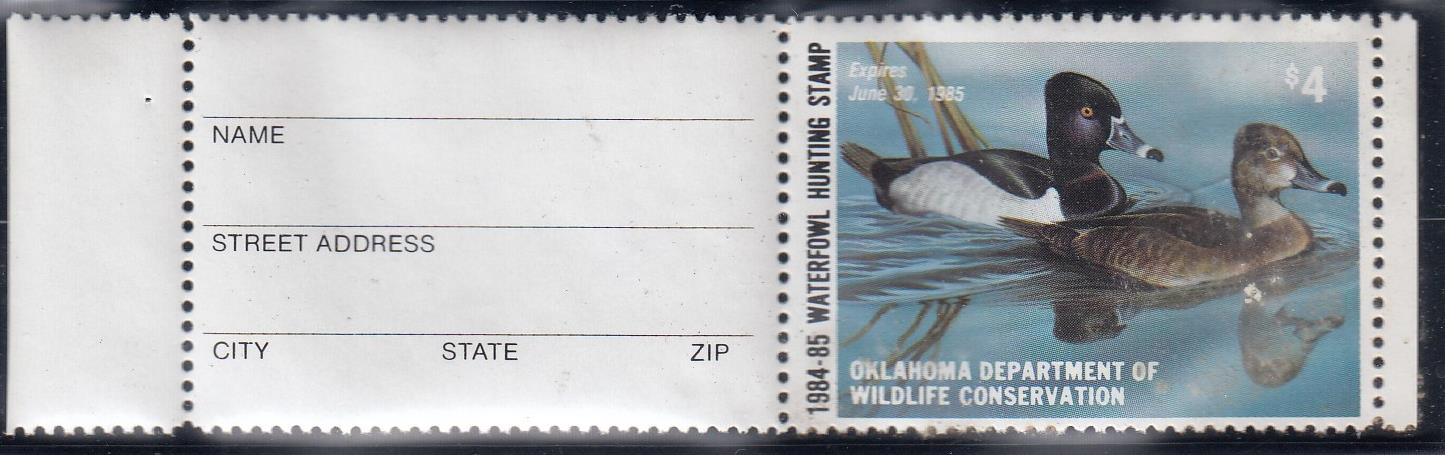 NAME
STREET ADDRESS
CITY STATE ZIP
1984-85 WATERFOWL HUNTING STAMP
Expires
June 30, 1985
$4
OKLAHOMA DEPARTMENT OF
WILDLIFE CONSERVATION